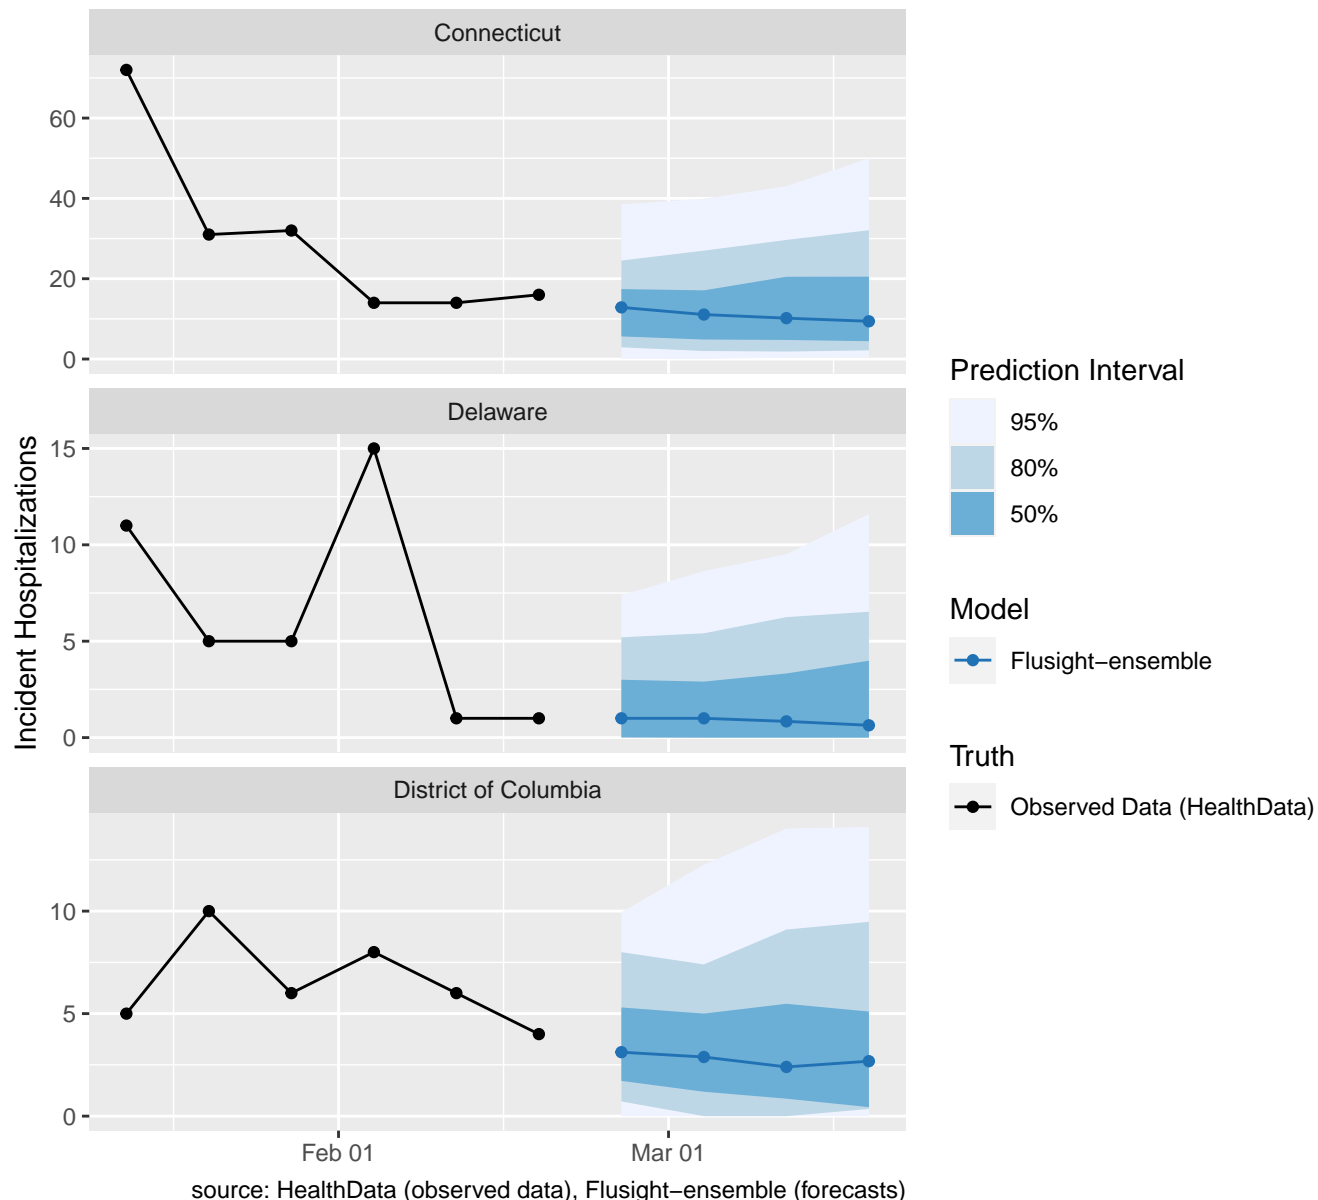 Connecticut
60
40
20
0
Delaware
15
10
5
0
District of Columbia
10
5
0
Feb 01
Mar 01
Incident Hospitalizations
source: HealthData (observed data), Flusight−ensemble (forecasts)
Prediction Interval
95%
80%
50%
Model
Flusight−ensemble
Truth
Observed Data (HealthData)